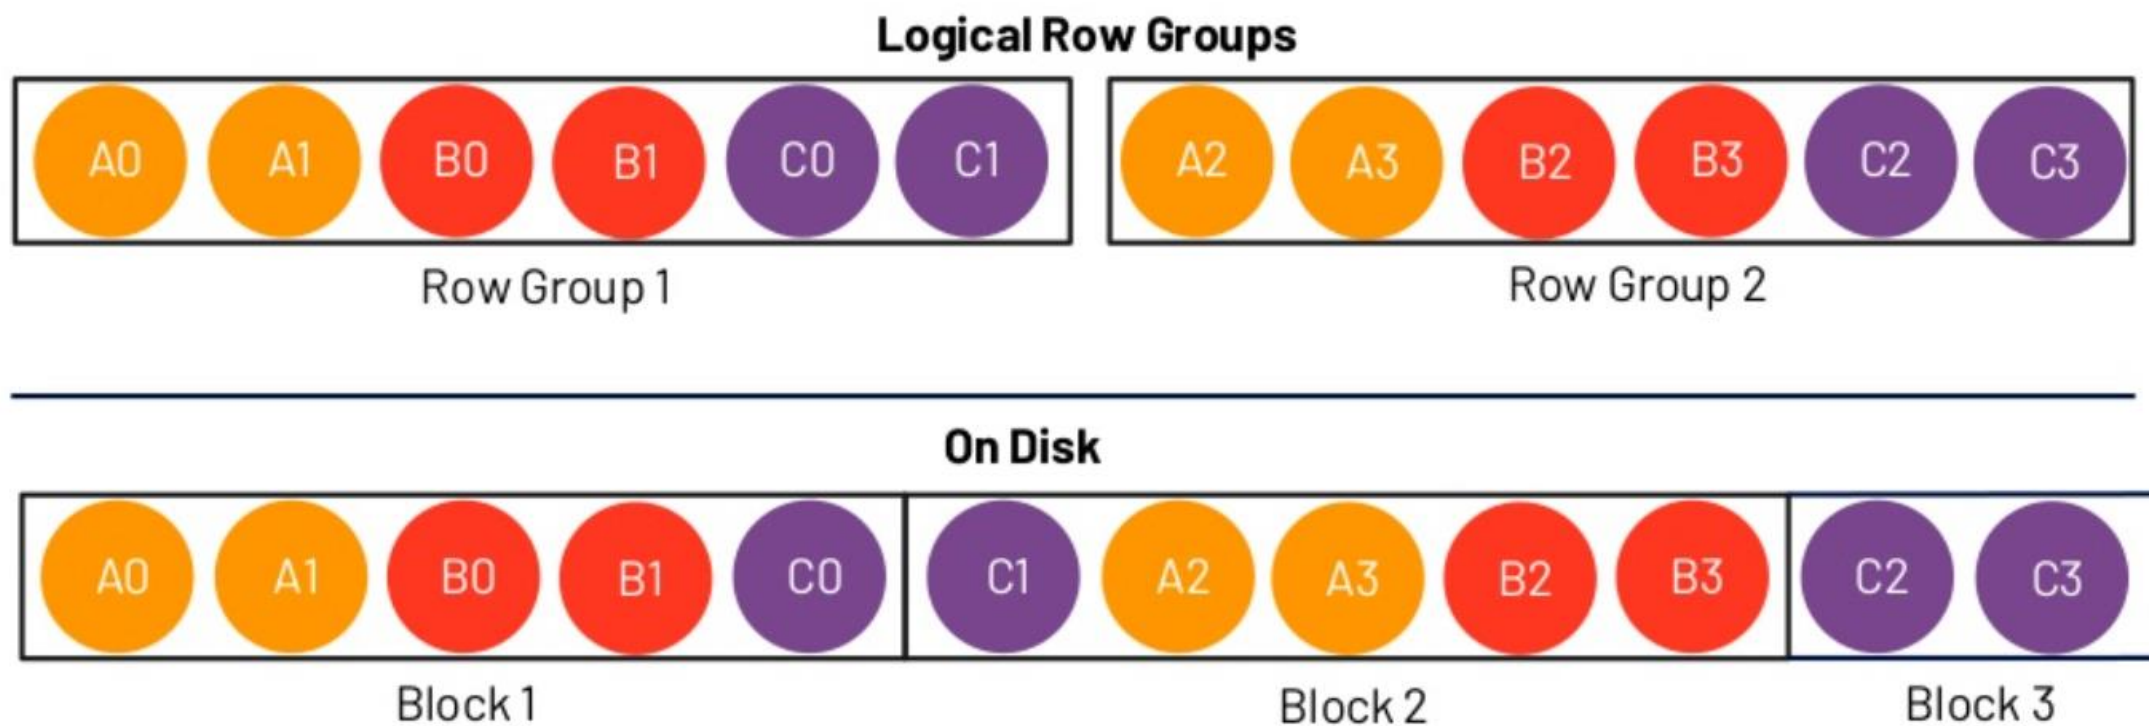 Logical Row Groups
A0 A1 B0 B1 C0 C1 A2 A3 B2 B3 C2 C3
Row Group 1 Row Group 2
On Disk
A0 A1 B0 B1 C0 C1 A2 A3 B2 B3 C2 C3
Block 1 Block 2 Block 3